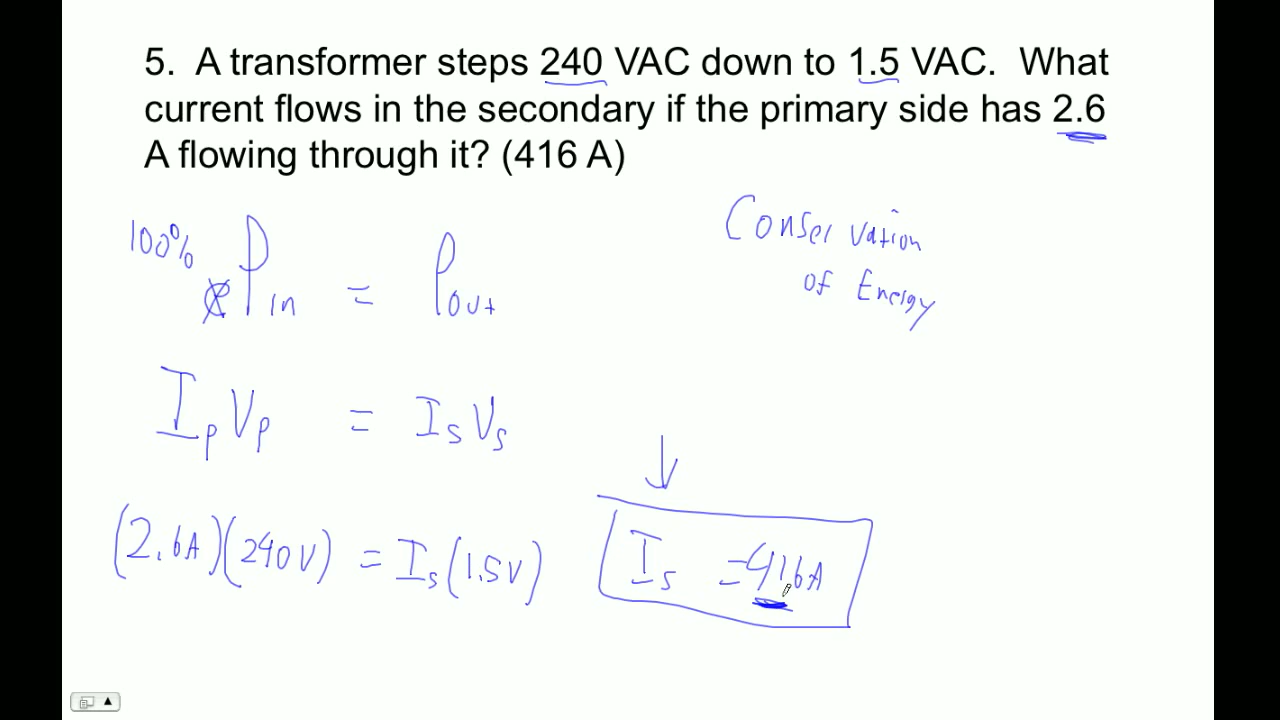 5. A transformer steps 240 VAC down to 1.5 VAC. What
current flows in the secondary if the primary side has 2.6
A flowing through it? (416 A)
Conservation
of Energy
100% Pin = Pout
IpVp = IsVs
(2.6A)(240V) = Is(1.5V)
Is = 416A